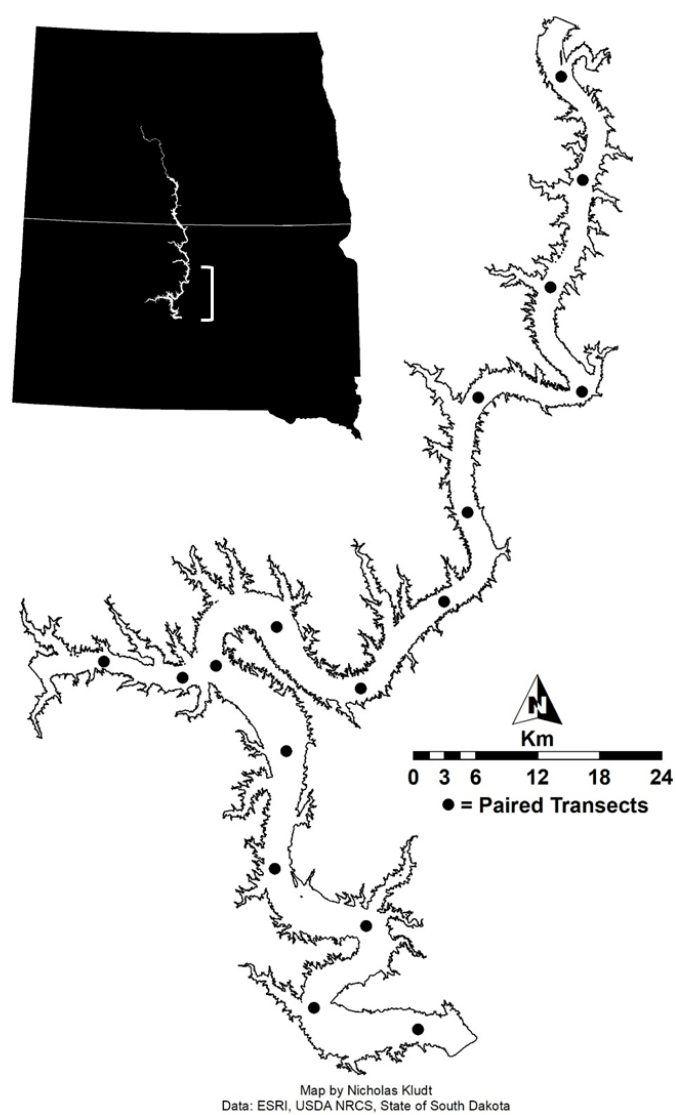 N
Km
0 3 6 12 18 24
● = Paired Transects
Map by Nicholas Kludt
Data: ESRI, USDA NRCS, State of South Dakota